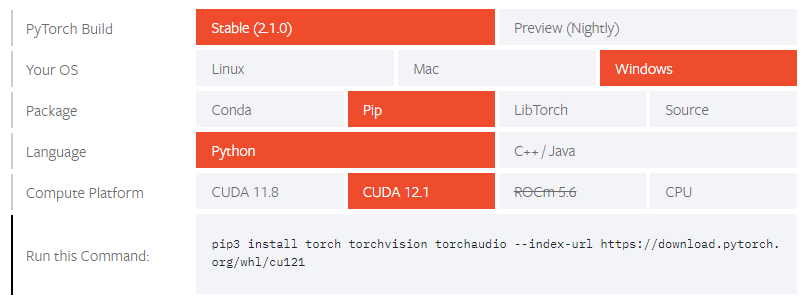 PyTorch Build Stable (2.1.0) Preview (Nightly)
Your OS Linux Mac Windows
Package Conda Pip LibTorch Source
Language Python C++ / Java
Compute Platform CUDA 11.8 CUDA 12.1 ROCm 5.6 CPU
Run this Command: pip3 install torch torchvision torchaudio --index-url https://download.pytorch.
org/whl/cu121